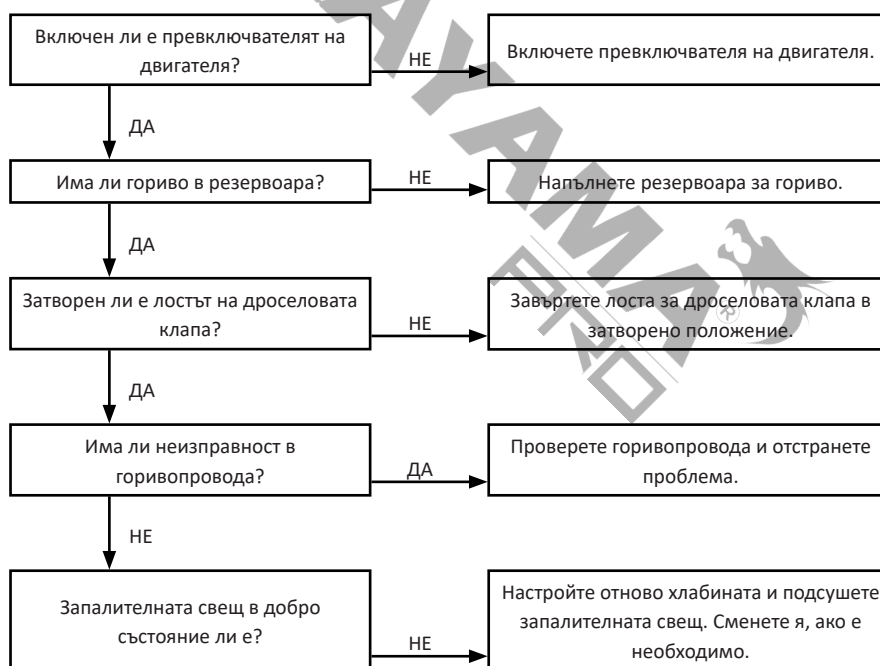 Включен ли е превключвателят на
двигателя?
НЕ
Включете превключвателя на двигателя.
ДА
Има ли гориво в резервоара?
НЕ
Напълнете резервоара за гориво.
ДА
Затворен ли е лостът на дроселовата
клапа?
НЕ
Завъртете лоста за дроселовата клапа в
затворено положение.
ДА
Има ли неизправност в
горивопровода?
ДА
Проверете горивопровода и отстранете
проблема.
НЕ
Запалителната свещ в добро
състояние ли е?
НЕ
Настройте отново хлабината и подсушете
запалителната свещ. Сменете я, ако е
необходимо.
AYAMA
PRO
®